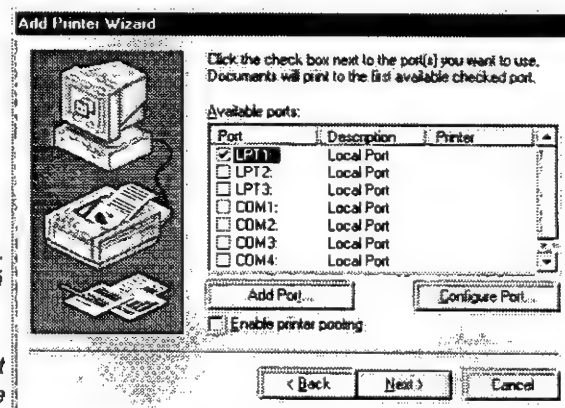 Add Printer Wizard
Click the check box next to the port(s) you want to use.
Documents will print to the first available checked port.
Available ports:
Port Description Printer
LPT1: Local Port
LPT2: Local Port
LPT3: Local Port
COM1: Local Port
COM2: Local Port
COM3: Local Port
COM4: Local Port
Add Port... Configure Port...
Enable printer pooling
< Back Next > Cancel